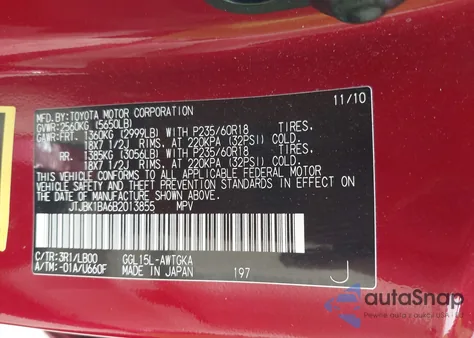 11/10
MFD. BY: TOYOTA MOTOR CORPORATION
GVWR: 2560KG (5650LB)
GAWR: FRT. 1360KG (2999LB) WITH P235/60R18 TIRES,
18X7 1/2J RIMS, AT 220KPA (32PSI) COLD.
RR. 1385KG (3056LB) WITH P235/60R18 TIRES,
18X7 1/2J RIMS, AT 220KPA (32PSI) COLD.
THIS VEHICLE CONFORMS TO ALL APPLICABLE FEDERAL MOTOR
VEHICLE SAFETY AND THEFT PREVENTION STANDARDS IN EFFECT ON
THE DATE OF MANUFACTURE SHOWN ABOVE.
JTJBK1BA6B2013855 MPV
C/TR: 3R1/LB00 GGL15L-AWTGKA
A/TM: -01A/U660F MADE IN JAPAN 197
J
autoSnap
Pewne auto z USA